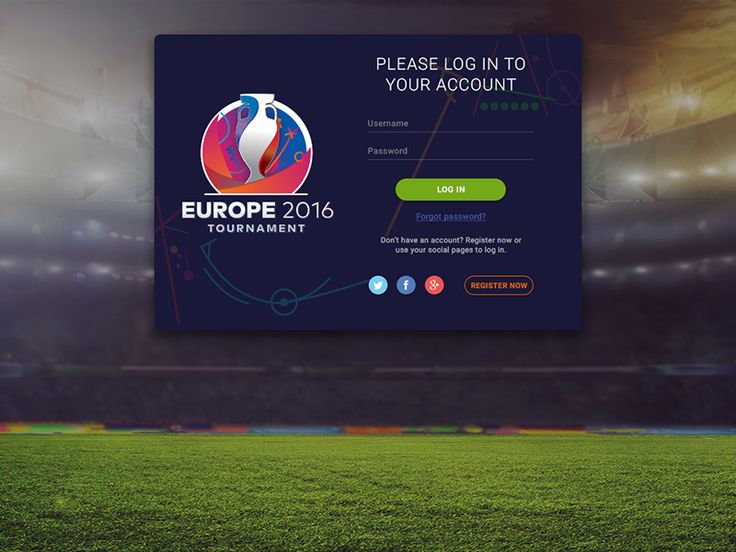 PLEASE LOG IN TO
YOUR ACCOUNT
Username
Password
LOG IN
Forgot password?
Don't have an account? Register now or
use your social pages to log in.
REGISTER NOW
EUROPE 2016
TOURNAMENT